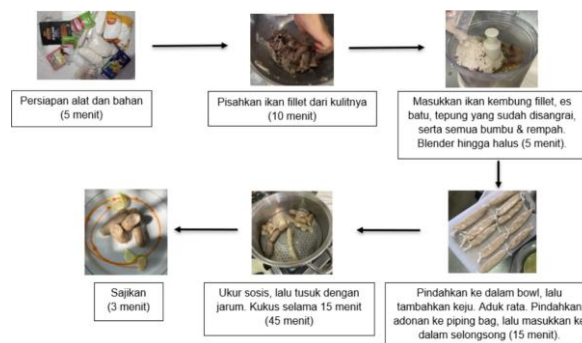 Persiapan alat dan bahan
(5 menit)
Pisahkan ikan fillet dari kulitnya
(10 menit)
Masukkan ikan kembung fillet, es
batu, tepung yang sudah disangrai,
serta semua bumbu & rempah.
Blender hingga halus (5 menit).
Pindahkan ke dalam bowl, lalu
tambahkan keju. Aduk rata. Pindahkan
adonan ke piping bag, lalu masukkan ke
dalam selongsong (15 menit).
Ukur sosis, lalu tusuk dengan
jarum. Kukus selama 15 menit
(45 menit)
Sajikan
(3 menit)